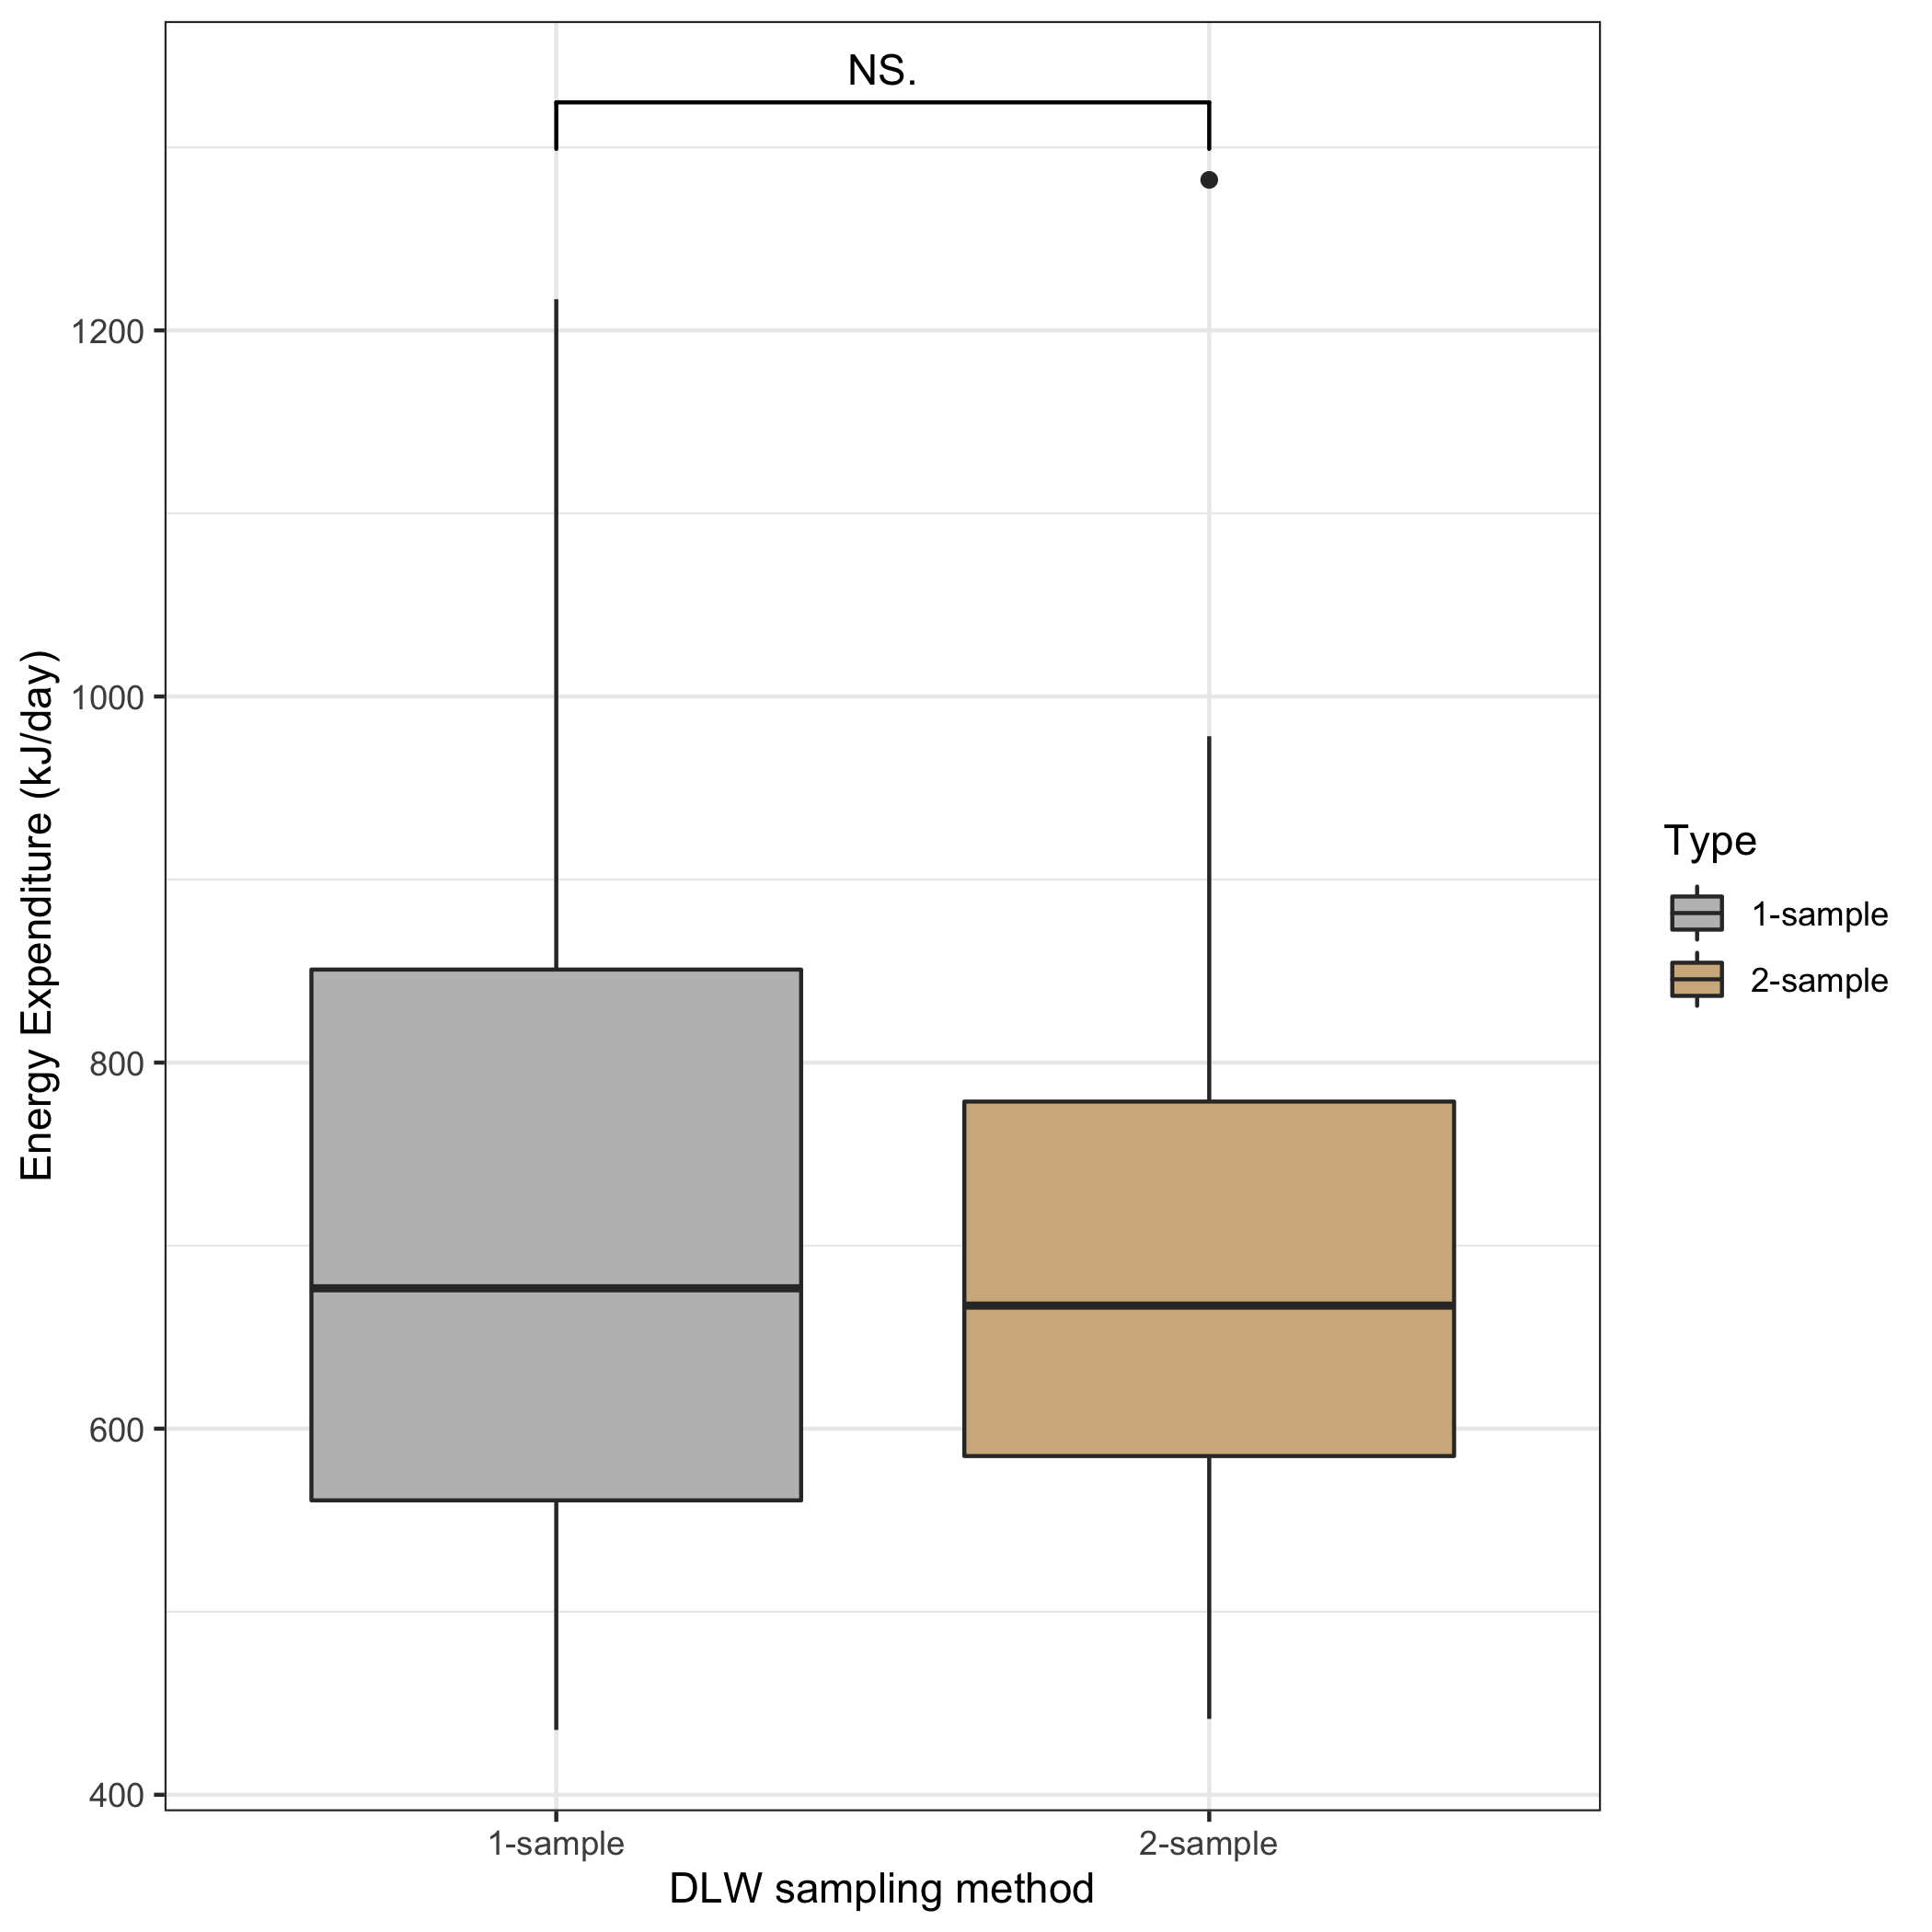 NS.
1200
1000
800
600
400
Energy Expenditure (kJ/day)
1-sample
2-sample
DLW sampling method
Type
1-sample
2-sample